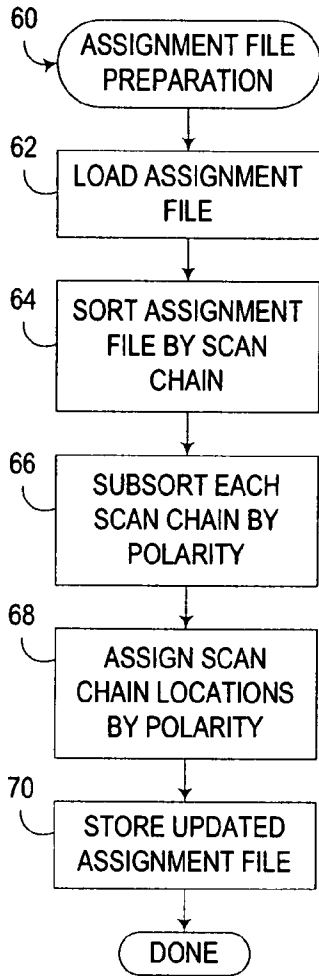 60
ASSIGNMENT FILE
PREPARATION
62
LOAD ASSIGNMENT
FILE
64
SORT ASSIGNMENT
FILE BY SCAN
CHAIN
66
SUBSORT EACH
SCAN CHAIN BY
POLARITY
68
ASSIGN SCAN
CHAIN LOCATIONS
BY POLARITY
70
STORE UPDATED
ASSIGNMENT FILE
DONE